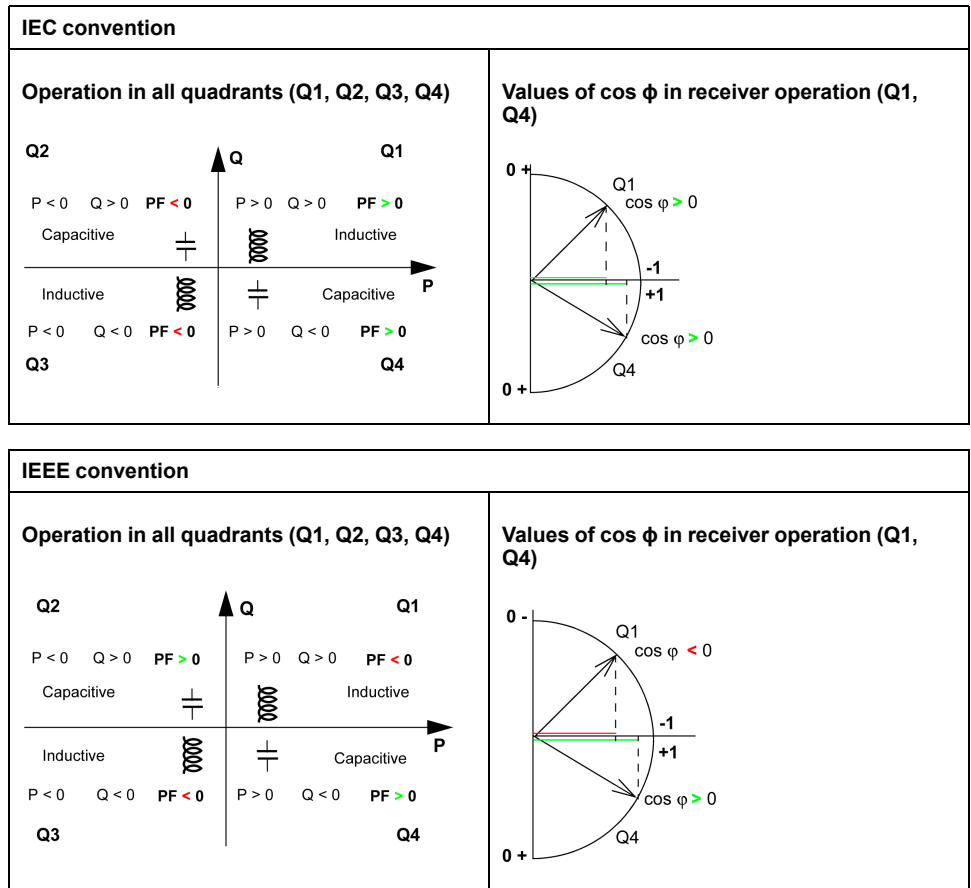 IEC convention
Operation in all quadrants (Q1, Q2, Q3, Q4)
Q2
Q
Q1
P < 0 Q > 0 PF < 0
P > 0 Q > 0 PF > 0
Capacitive
Inductive
P
Inductive
Capacitive
P < 0 Q < 0 PF < 0
P > 0 Q < 0 PF > 0
Q3
Q4
Values of cos ϕ in receiver operation (Q1,
Q4)
0 +
Q1
cos φ > 0
-1
+1
cos φ > 0
Q4
0 +
IEEE convention
Operation in all quadrants (Q1, Q2, Q3, Q4)
Q2
Q
Q1
P < 0 Q > 0 PF > 0
P > 0 Q > 0 PF < 0
Capacitive
Inductive
P
Inductive
Capacitive
P < 0 Q < 0 PF < 0
P > 0 Q < 0 PF > 0
Q3
Q4
Values of cos ϕ in receiver operation (Q1,
Q4)
0 -
Q1
cos φ < 0
-1
+1
cos φ > 0
Q4
0 +